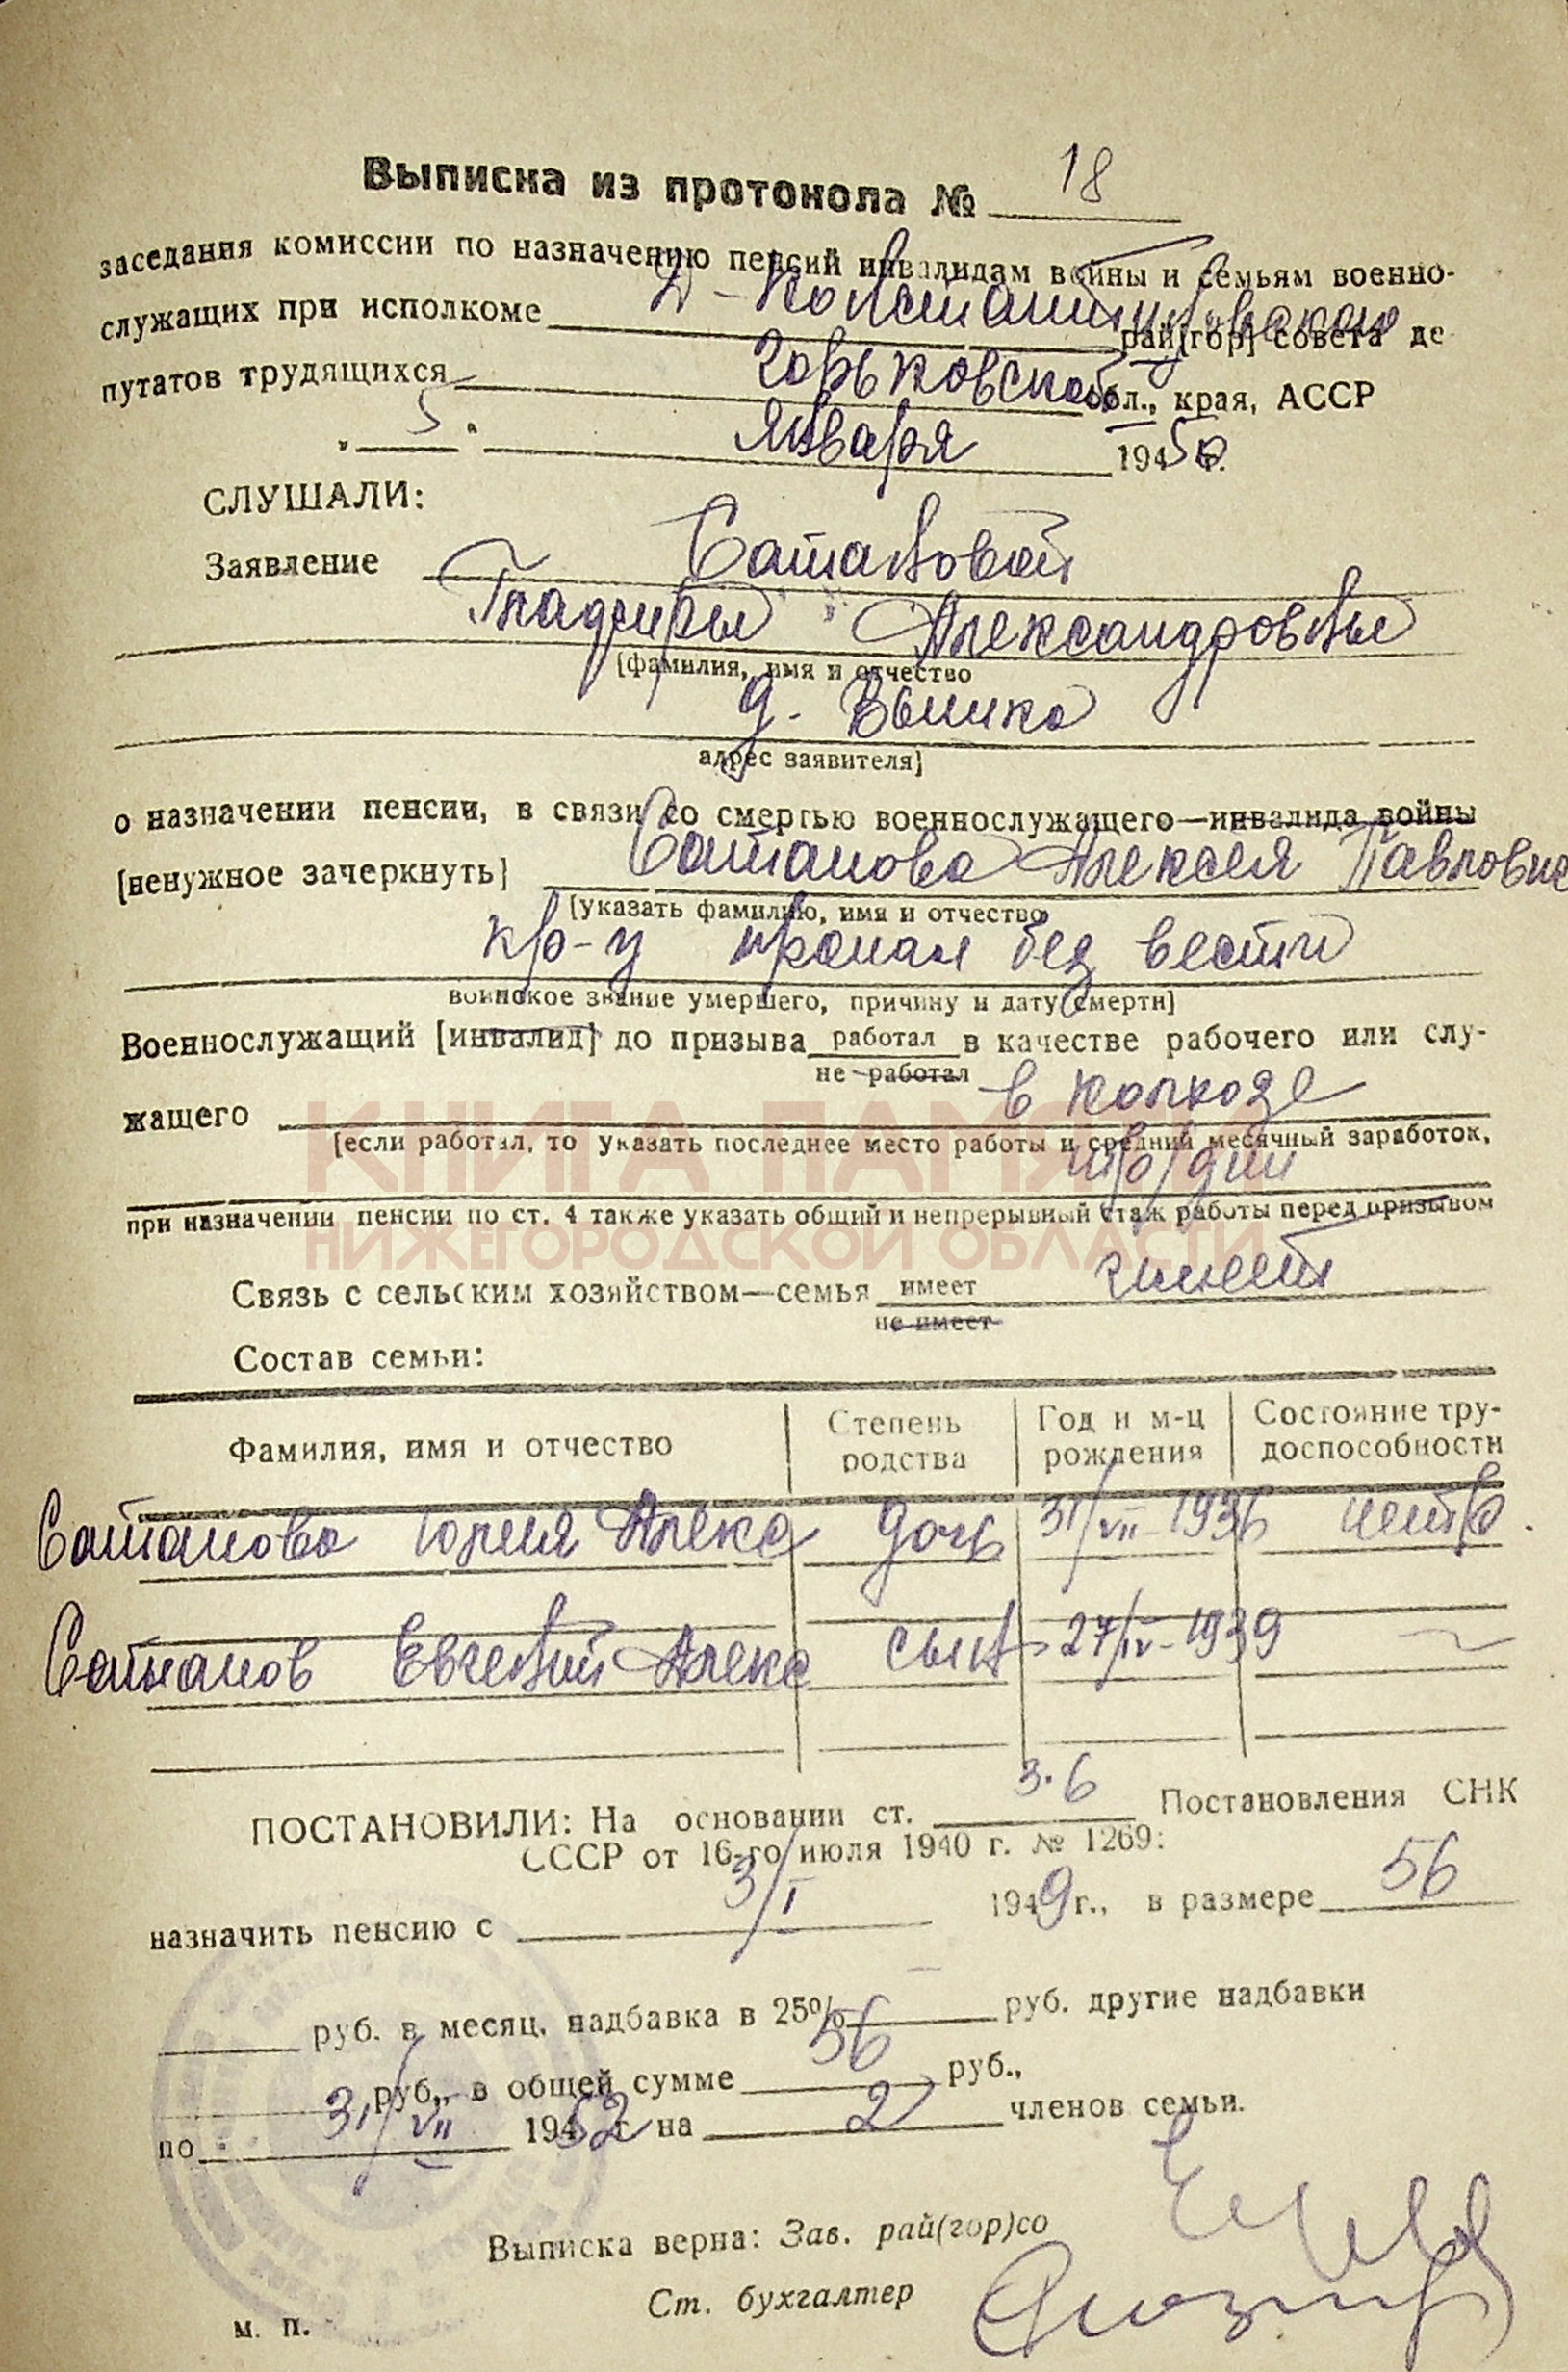 Выписка из протокола № 18
заседания комиссии по назначению пенсий инвалидам войны и семьям военно-
служащих при исполкоме Д-Константиновского рай[гор] совета де
путатов трудящихся Горьковской обл., края, АССР
„ 5 “ Января 1950 г.
СЛУШАЛИ:
Заявление Сатановой
Александровны
[фамилия, имя и отчество
д.
адрес заявителя]
о назначении пенсии, в связи со смертью военнослужащего—инвалида войны
[ненужное зачеркнуть] Сатанова Алексея Павлович
[указать фамилию, имя и отчество
кр-ц пропал без вести
воинское звание умершего, причину и дату смерти]
Военнослужащий [инвалид] до призыва работал в качестве рабочего или слу-
не работал
жащего в колхозе
КНИГА ПАМЯТИ
[если работал, то указать последнее место работы и средний месячный заработок,
тр/дни
при назначении пенсии по ст. 4 также указать общий и непрерывный стаж работы перед призывом
НИЖЕГОРОДСКОЙ ОБЛАСТИ
Связь с сельским хозяйством—семья имеет имеет
не имеет
Состав семьи:
Фамилия, имя и отчество Степень родства Год и м-ц рождения Состояние тру-доспособности
Сатанова Юлия Алекс дочь 31/VII-1936 нетр.
Сатанов Евгений Алекс сын 27/IV-1939
ПОСТАНОВИЛИ: На основании ст. 3.6 Постановления СНК
СССР от 16-го июля 1940 г. № 1269:
назначить пенсию с 3/I 1949 г., в размере 56
руб. в месяц, надбавка в 25% руб. другие надбавки
руб., в общей сумме 56 руб.,
по 31/VII 1952 г на 2 членов семьи.
Выписка верна: Зав. рай(гор)со
Ст. бухгалтер
м. п.